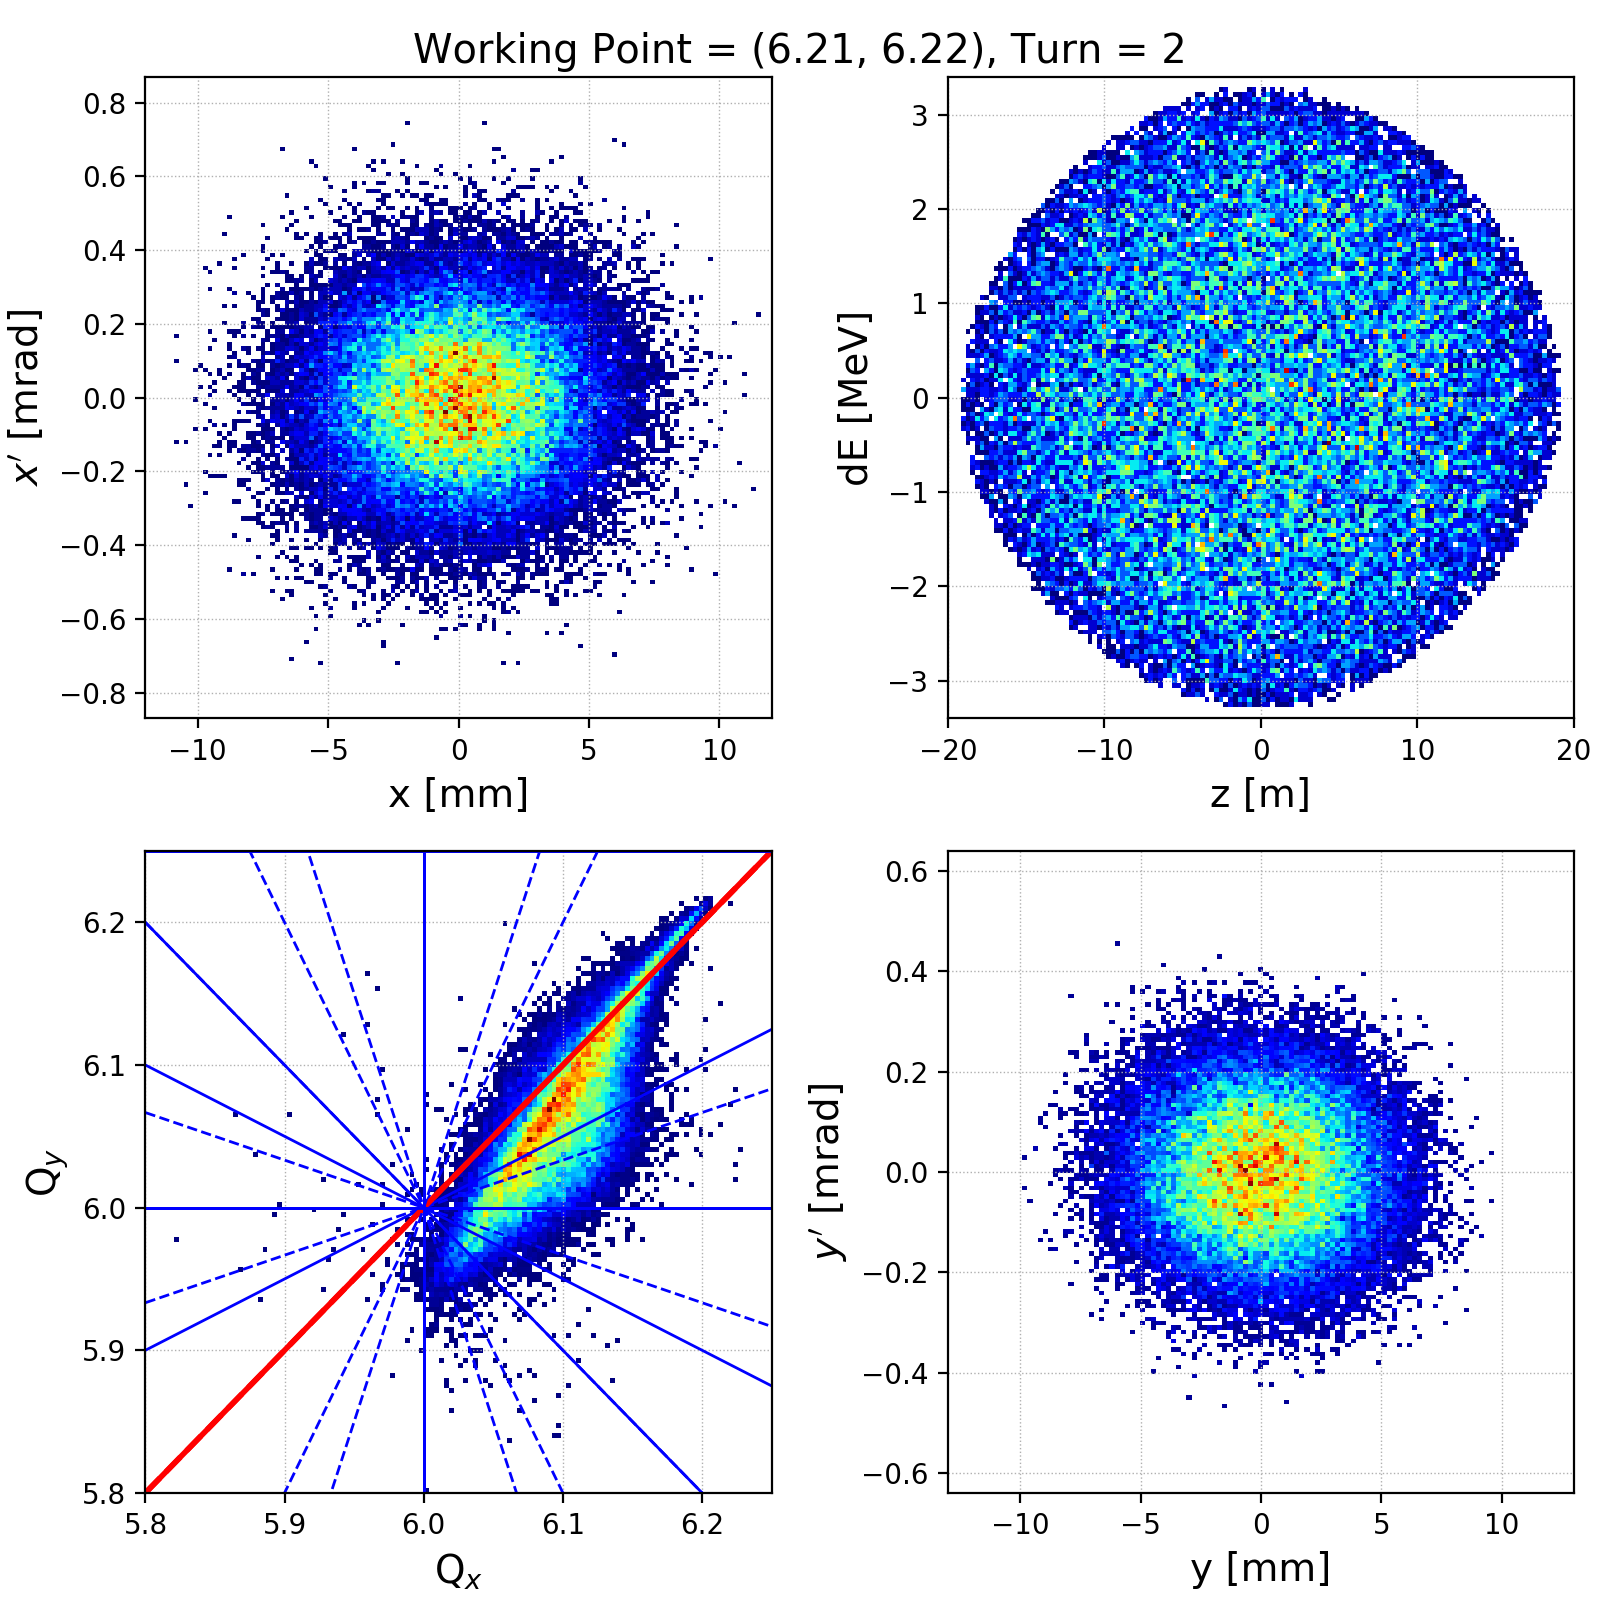 Working Point = (6.21, 6.22), Turn = 2
0.8
0.6
0.4
0.2
0.0
−0.2
−0.4
−0.6
−0.8
x′ [mrad]
−10 −5 0 5 10
x [mm]
3
2
1
0
−1
−2
−3
dE [MeV]
−20 −10 0 10 20
z [m]
6.2
6.1
6.0
5.9
5.8
Qy
5.8 5.9 6.0 6.1 6.2
Qx
0.6
0.4
0.2
0.0
−0.2
−0.4
−0.6
y′ [mrad]
−10 −5 0 5 10
y [mm]